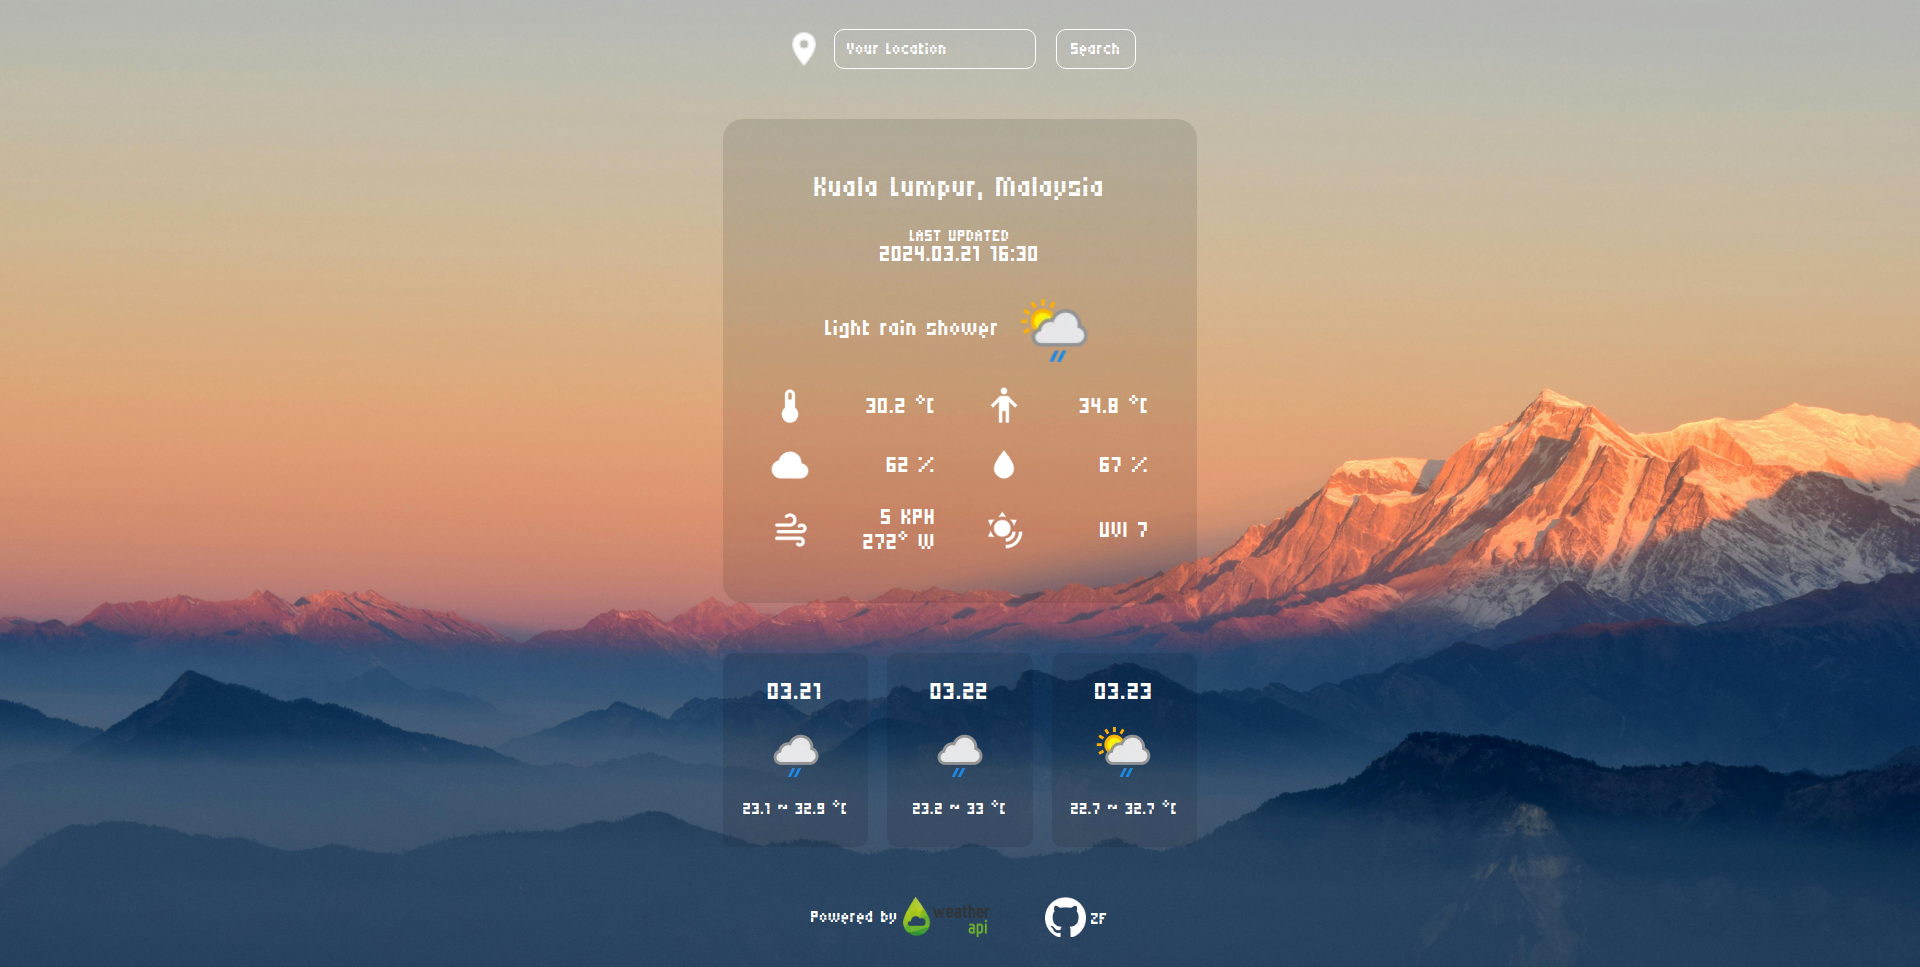 Your Location
Search
Kuala Lumpur, Malaysia
LAST UPDATED
2024.03.21 16:30
Light rain shower
30.2 °C
34.8 °C
62 %
67 %
5 KPH
272° W
UVI 7
03.21
03.22
03.23
23.1 ~ 32.9 °C
23.2 ~ 33 °C
22.7 ~ 32.7 °C
Powered by weather api
ZF